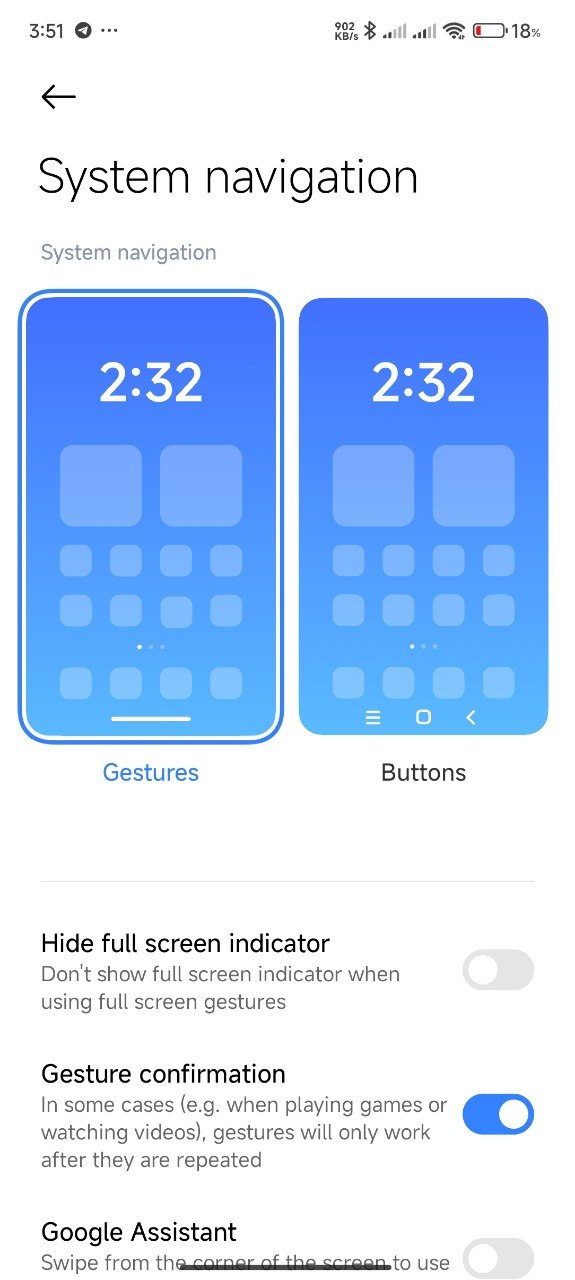 3:51 ··· 902 KB/s 18%
System navigation
System navigation
2:32 2:32
Gestures Buttons
Hide full screen indicator
Don't show full screen indicator when
using full screen gestures
Gesture confirmation
In some cases (e.g. when playing games or
watching videos), gestures will only work
after they are repeated
Google Assistant
Swipe from the corner of the screen to use